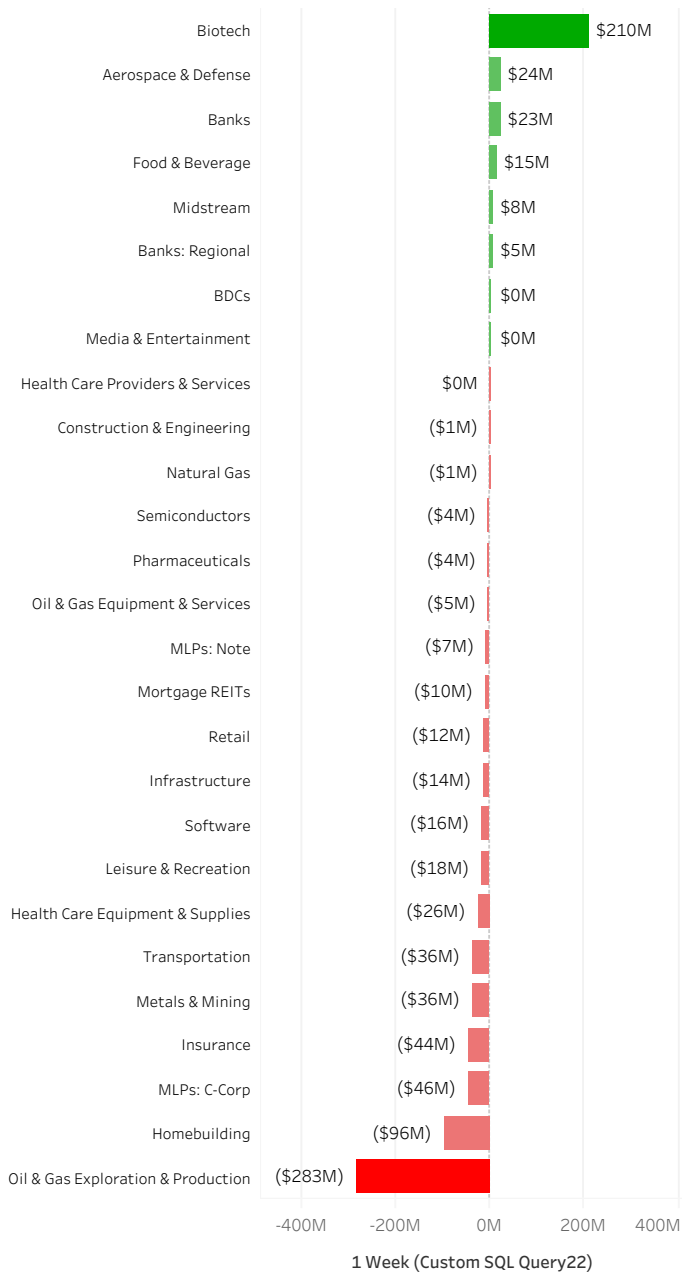 Biotech $210M
Aerospace & Defense $24M
Banks $23M
Food & Beverage $15M
Midstream $8M
Banks: Regional $5M
BDCs $0M
Media & Entertainment $0M
Health Care Providers & Services $0M
Construction & Engineering ($1M)
Natural Gas ($1M)
Semiconductors ($4M)
Pharmaceuticals ($4M)
Oil & Gas Equipment & Services ($5M)
MLPs: Note ($7M)
Mortgage REITs ($10M)
Retail ($12M)
Infrastructure ($14M)
Software ($16M)
Leisure & Recreation ($18M)
Health Care Equipment & Supplies ($26M)
Transportation ($36M)
Metals & Mining ($36M)
Insurance ($44M)
MLPs: C-Corp ($46M)
Homebuilding ($96M)
Oil & Gas Exploration & Production ($283M)
-400M -200M 0M 200M 400M
1 Week (Custom SQL Query22)